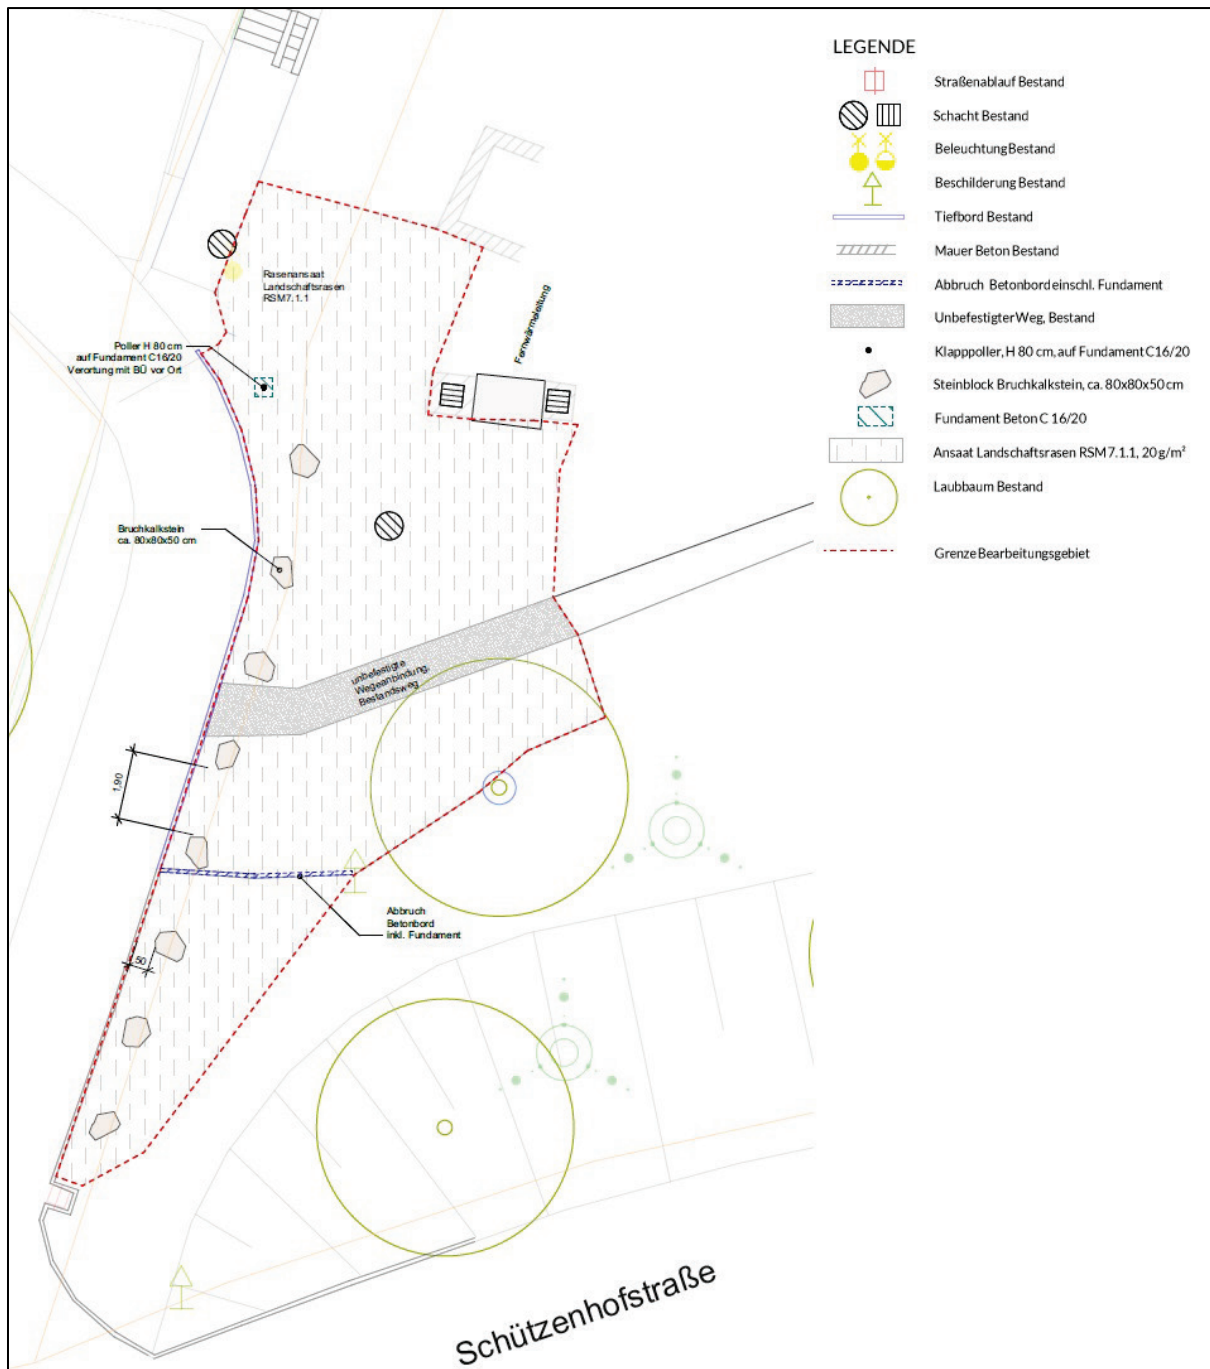 LEGENDE
Straßenablauf Bestand
Schacht Bestand
Beleuchtung Bestand
Beschilderung Bestand
Tiefbord Bestand
Mauer Beton Bestand
Abbruch Betonbord einschl. Fundament
Unbefestigter Weg, Bestand
Klapppoller, H 80 cm, auf Fundament C16/20
Steinblock Bruchkalkstein, ca. 80x80x50 cm
Fundament Beton C 16/20
Ansaat Landschaftsrasen RSM 7.1.1, 20 g/m²
Laubbaum Bestand
Grenze Bearbeitungsgebiet
Rasenansaat
Landschaftsrasen
RSM7.1.1
Fernwärmeleitung
Poller H 80 cm
auf Fundament C16/20
Verortung mit BÜ vor Ort
Bruchkalkstein
ca. 80x80x50 cm
unbefestigte
Wegeanbindung,
Bestandsweg
1,90
Abbruch
Betonbord
inkl. Fundament
50
Schützenhofstraße